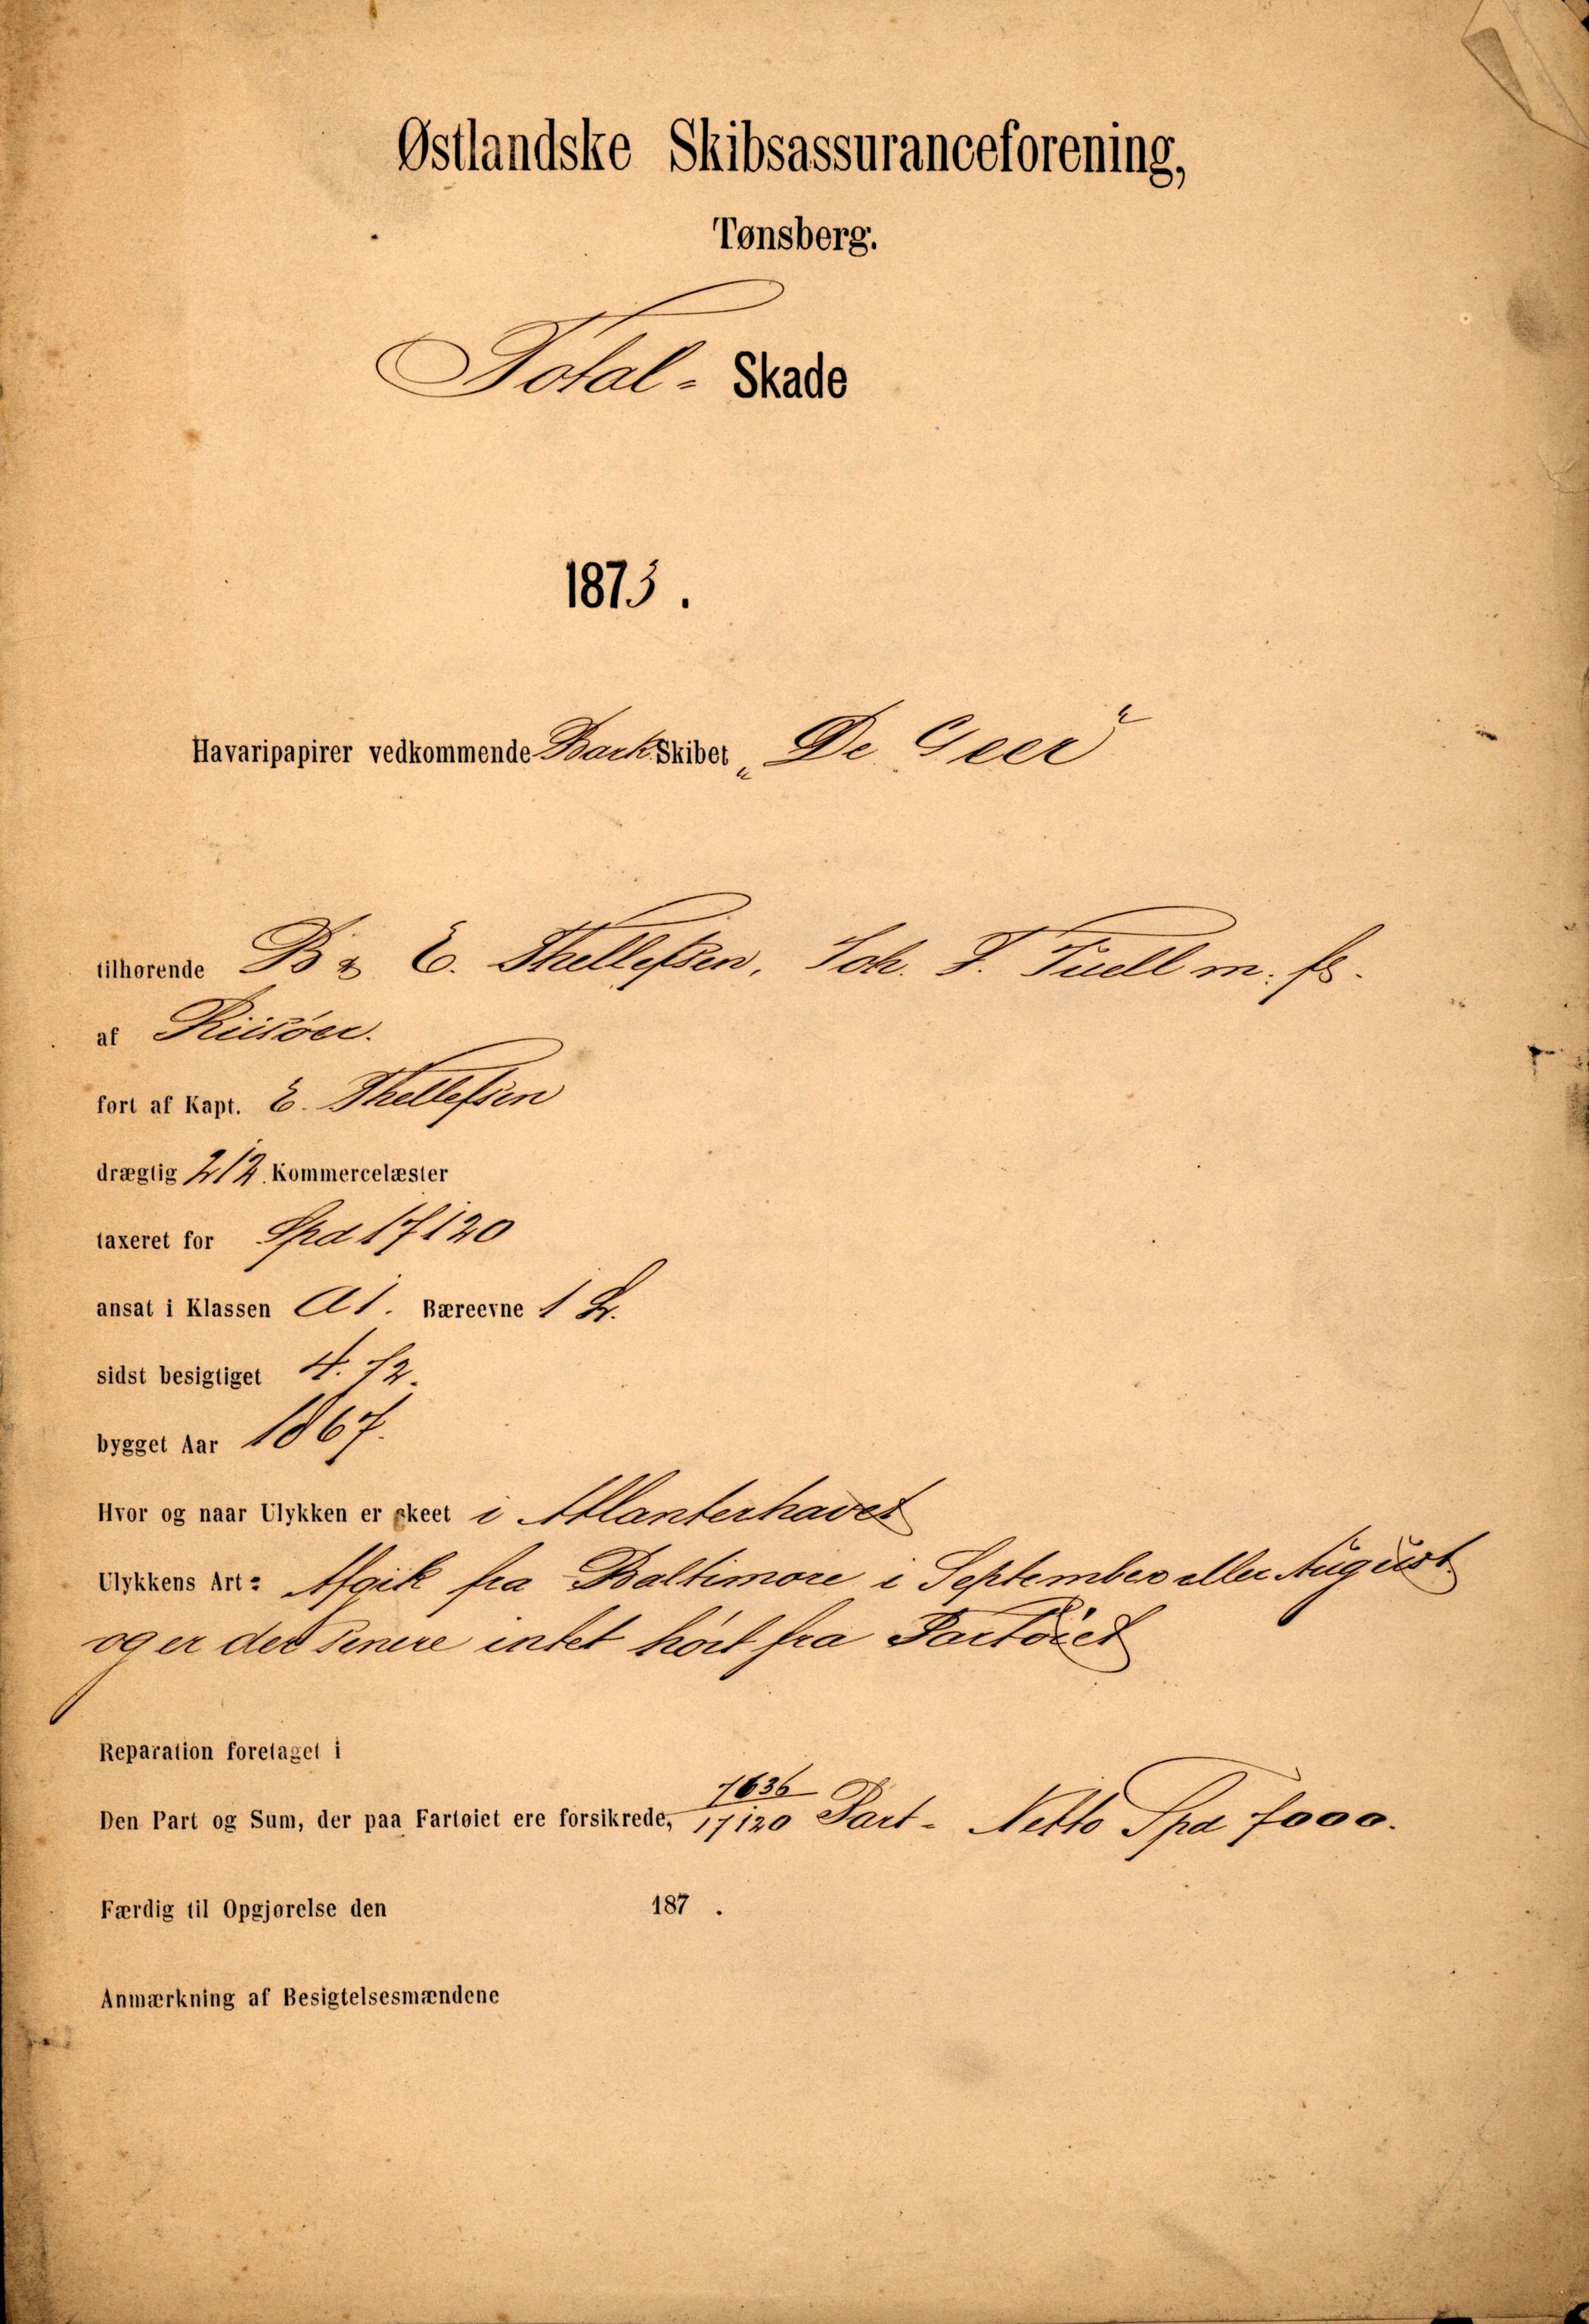 Østlandske Skibsassuranceforening,
Tønsberg.
Total - Skade
1873.
Havaripapirer vedkommende Bark Skibet „De Geer“
tilhørende B & E. Thellefsen, Joh. F. Fuell m. fl.
af Riisöer.
ført af Kapt. E. Thellefsen
drægtig 212 Kommercelæster
taxeret for Spd 17120
ansat i Klassen A1. Bæreevne 1 Gr.
sidst besigtiget 4. 72.
bygget Aar 1867.
Hvor og naar Ulykken er skeet i Atlanterhavet
Ulykkens Art: Afgik fra Baltimore i September eller August
og er der senere intet hört fra Fartöiet
Reparation foretaget i
Den Part og Sum, der paa Fartøiet ere forsikrede, 7636/17120 Part - Netto Spd 7000.
Færdig til Opgjørelse den 187 .
Anmærkning af Besigtelsesmændene